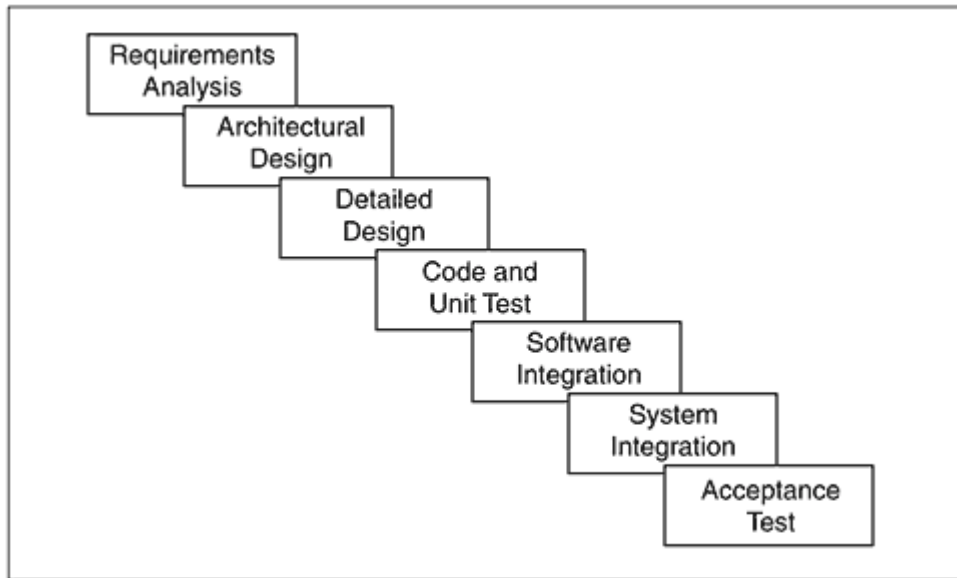 Requirements
Analysis
Architectural
Design
Detailed
Design
Code and
Unit Test
Software
Integration
System
Integration
Acceptance
Test